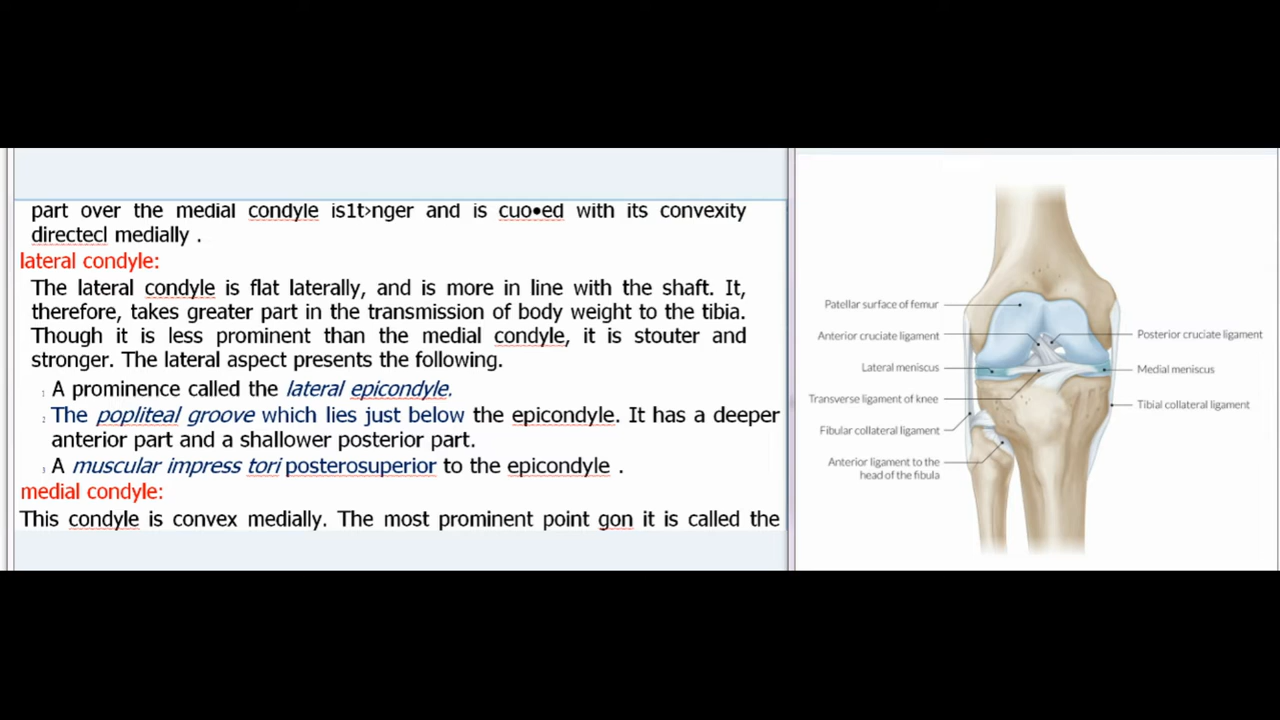 part over the medial condyle is1t>nger and is cuo•ed with its convexity
directecl medially .
lateral condyle:
The lateral condyle is flat laterally, and is more in line with the shaft. It,
therefore, takes greater part in the transmission of body weight to the tibia.
Though it is less prominent than the medial condyle, it is stouter and
stronger. The lateral aspect presents the following.
1 A prominence called the lateral epicondyle.
2 The popliteal groove which lies just below the epicondyle. It has a deeper
anterior part and a shallower posterior part.
3 A muscular impress tori posterosuperior to the epicondyle .
medial condyle:
This condyle is convex medially. The most prominent point gon it is called the
Patellar surface of femur
Anterior cruciate ligament
Lateral meniscus
Transverse ligament of knee
Fibular collateral ligament
Anterior ligament to the
head of the fibula
Posterior cruciate ligament
Medial meniscus
Tibial collateral ligament